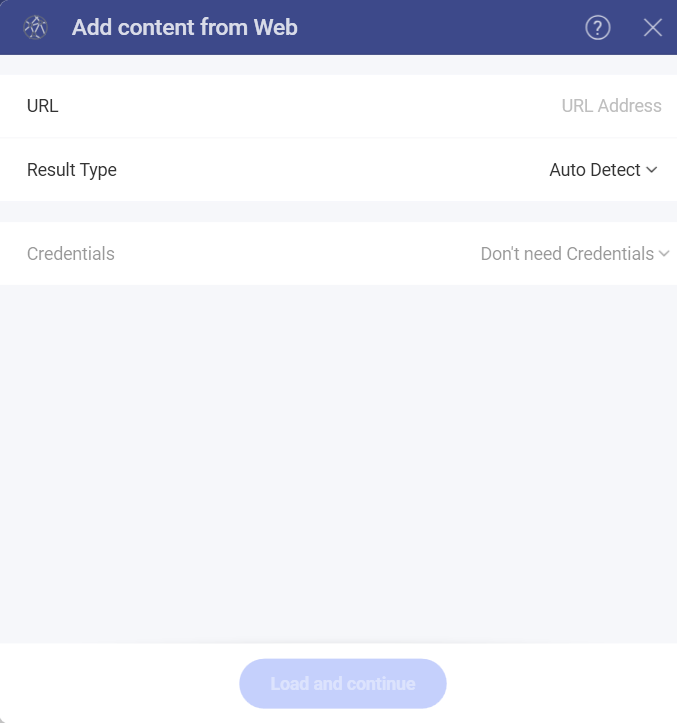 Add content from Web
?
URL
URL Address
Result Type
Auto Detect
Credentials
Don't need Credentials
Load and continue